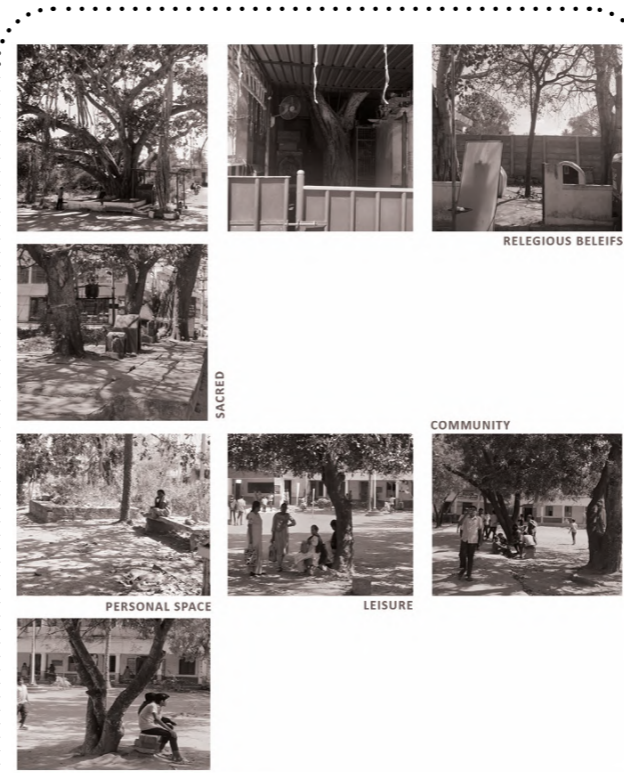 RELEGIOUS BELEIFS
SACRED
COMMUNITY
PERSONAL SPACE
LEISURE